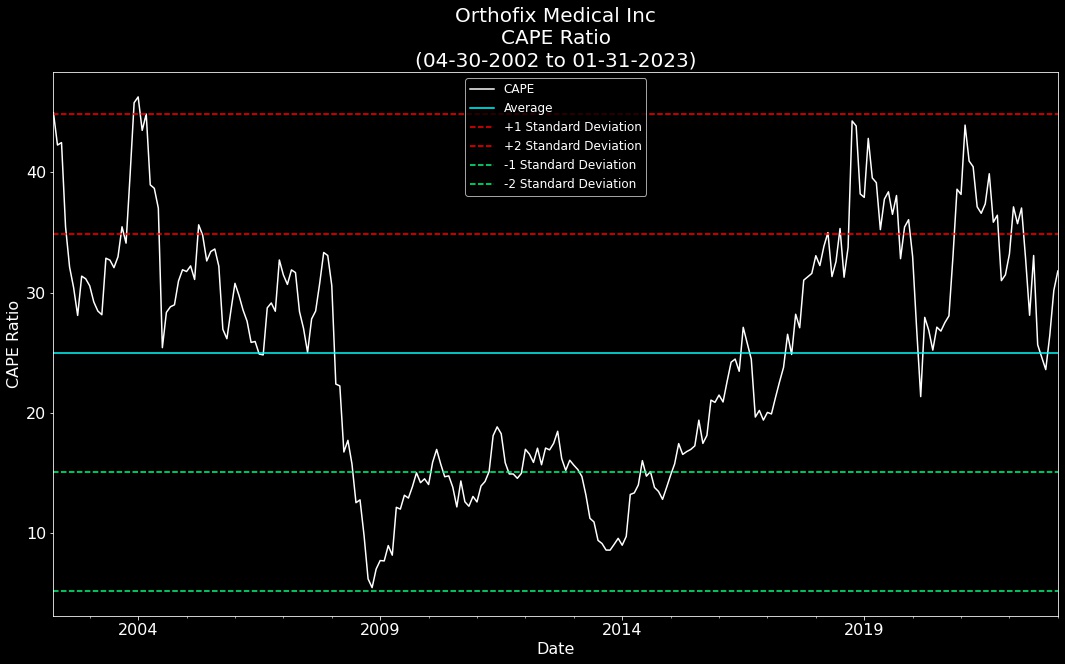 Orthofix Medical Inc
CAPE Ratio
(04-30-2002 to 01-31-2023)
CAPE
Average
+1 Standard Deviation
+2 Standard Deviation
-1 Standard Deviation
-2 Standard Deviation
40
30
20
10
CAPE Ratio
2004 2009 2014 2019
Date